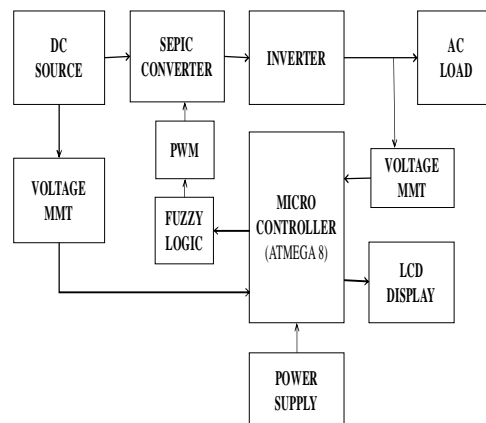 DC
SOURCE
SEPIC
CONVERTER
INVERTER
AC
LOAD
PWM
VOLTAGE
MMT
VOLTAGE
MMT
FUZZY
LOGIC
MICRO
CONTROLLER
(ATMEGA 8)
LCD
DISPLAY
POWER
SUPPLY